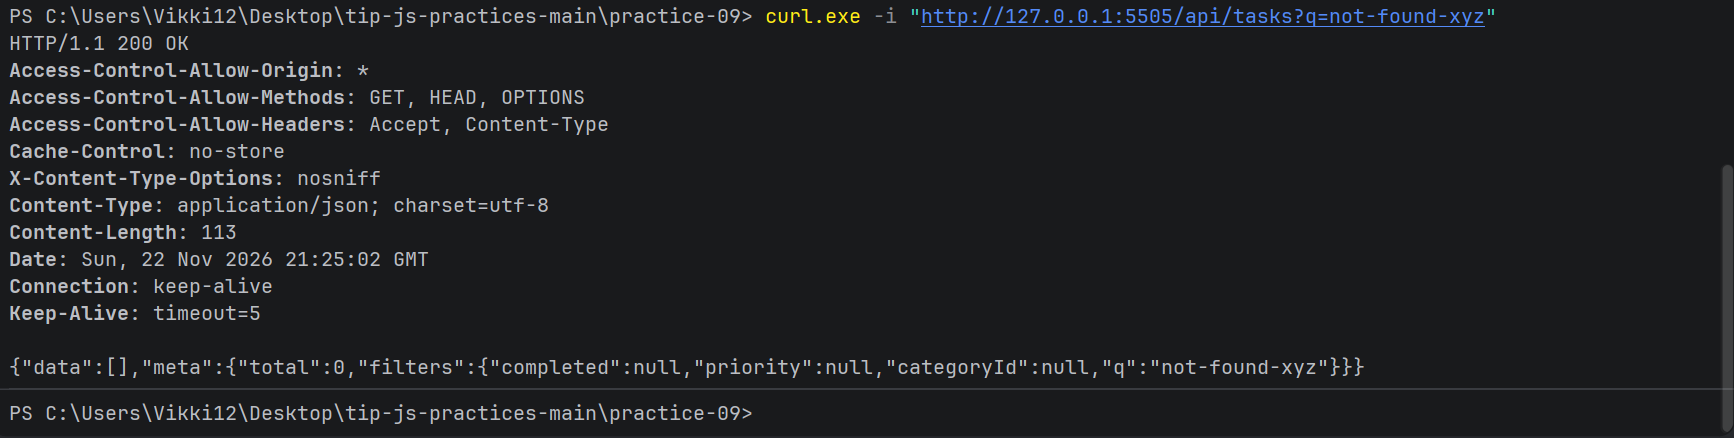 PS C:\Users\Vikki12\Desktop\tip-js-practices-main\practice-09> curl.exe -i "http://127.0.0.1:5505/api/tasks?q=not-found-xyz"
HTTP/1.1 200 OK
Access-Control-Allow-Origin: *
Access-Control-Allow-Methods: GET, HEAD, OPTIONS
Access-Control-Allow-Headers: Accept, Content-Type
Cache-Control: no-store
X-Content-Type-Options: nosniff
Content-Type: application/json; charset=utf-8
Content-Length: 113
Date: Sun, 22 Nov 2026 21:25:02 GMT
Connection: keep-alive
Keep-Alive: timeout=5
{"data":[],"meta":{"total":0,"filters":{"completed":null,"priority":null,"categoryId":null,"q":"not-found-xyz"}}}
PS C:\Users\Vikki12\Desktop\tip-js-practices-main\practice-09>